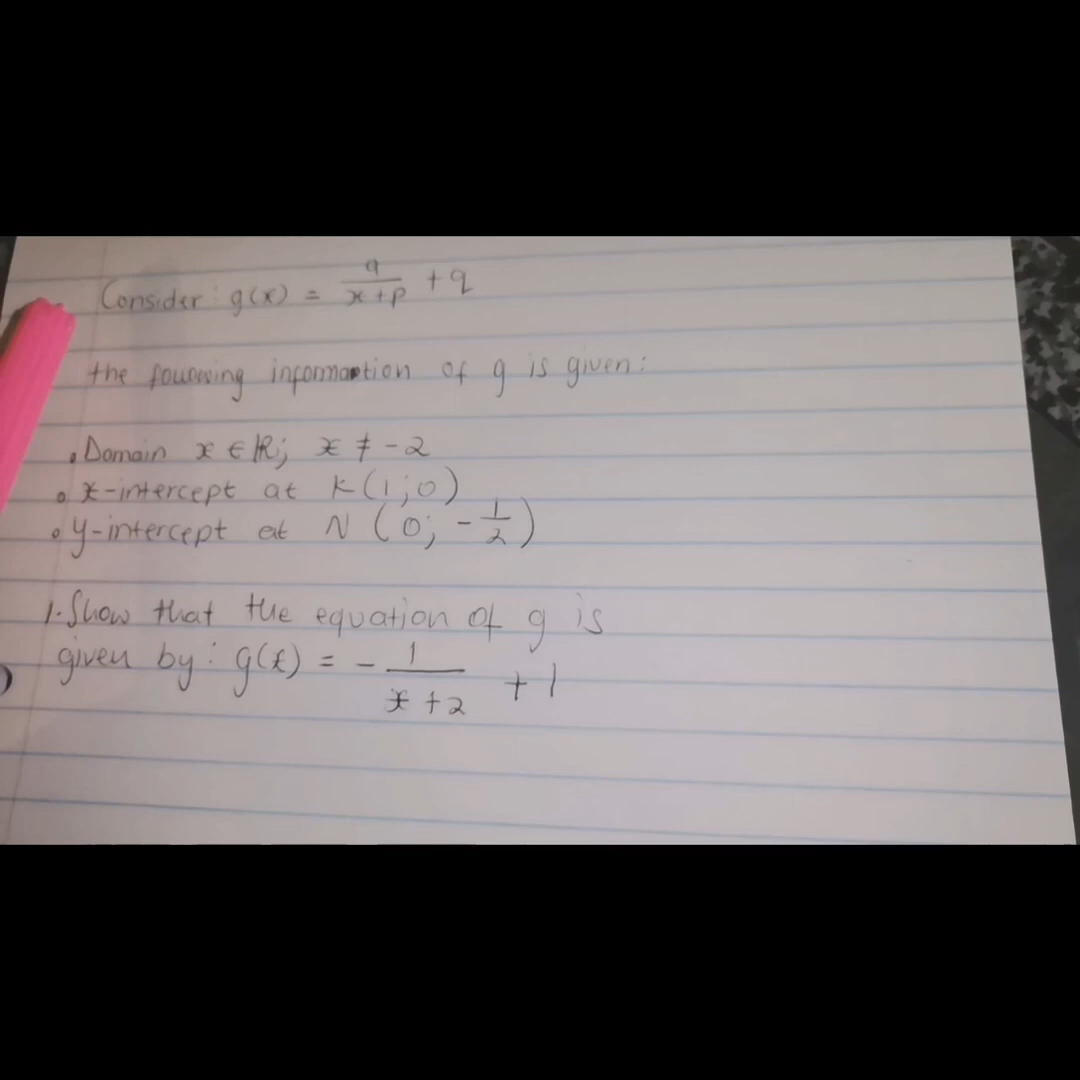 Consider: g(x) = a/(x+p) + q
the following information of g is given:
• Domain x ∈ ℝ; x ≠ -2
• x-intercept at K(1;0)
• y-intercept at N (0; -1/2)
1. Show that the equation of g is
given by: g(x) = - 1/(x+2) + 1